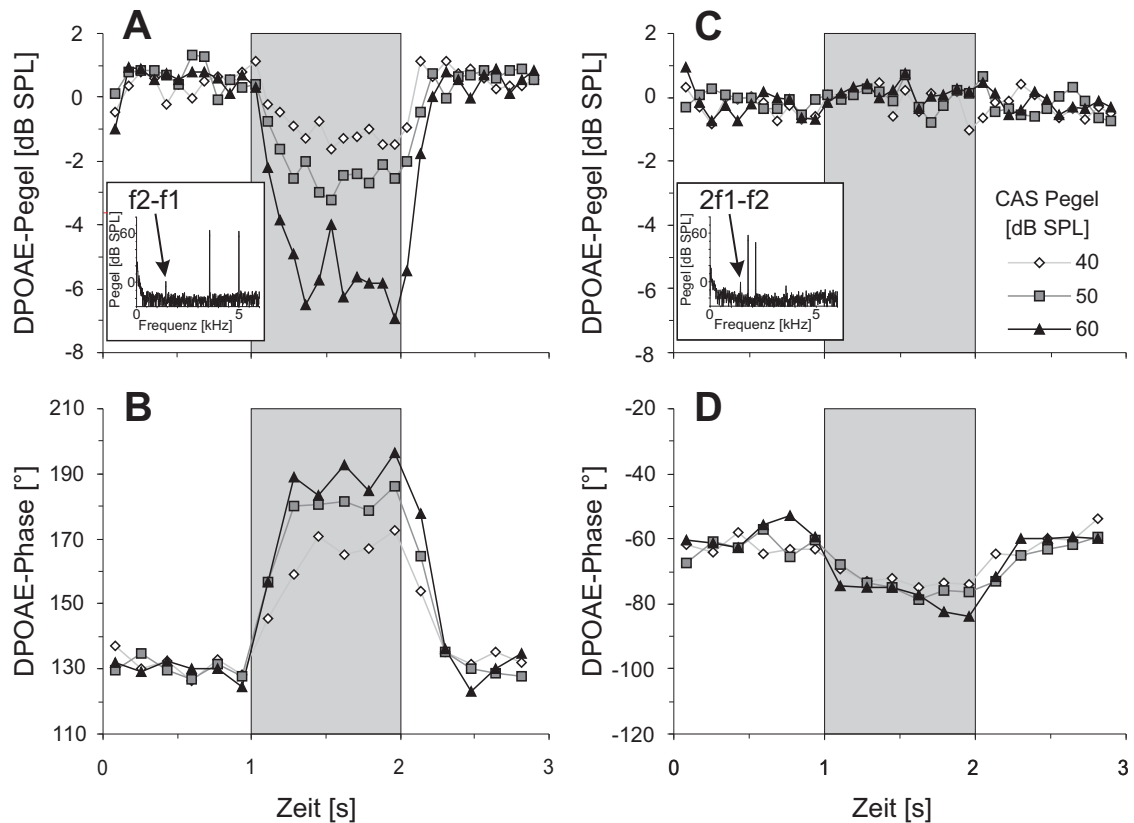 A
C
DPOAE-Pegel [dB SPL]
2
0
-2
-4
-6
-8
f2-f1
Pegel [dB SPL]
60
0
0
5
Frequenz [kHz]
DPOAE-Pegel [dB SPL]
2
0
-2
-4
-6
-8
2f1-f2
Pegel [dB SPL]
60
0
0
5
Frequenz [kHz]
CAS Pegel
[dB SPL]
40
50
60
B
D
DPOAE-Phase [°]
210
190
170
150
130
110
0
1
2
3
Zeit [s]
DPOAE-Phase [°]
-20
-40
-60
-80
-100
-120
0
1
2
3
Zeit [s]